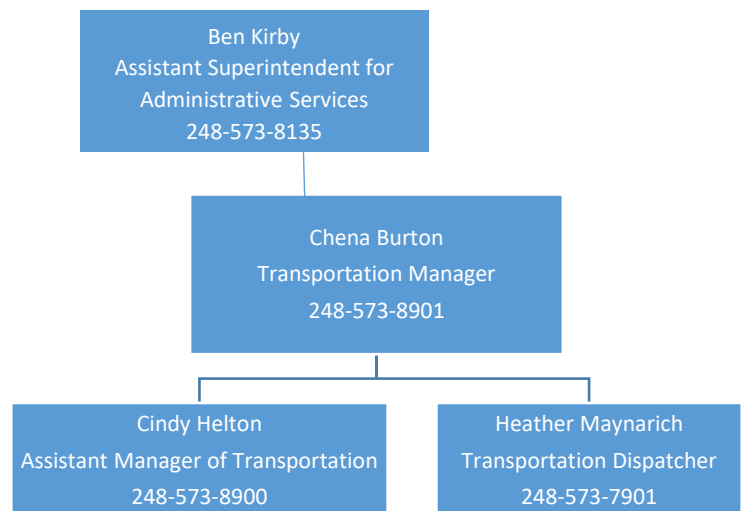 Ben Kirby
Assistant Superintendent for
Administrative Services
248-573-8135
Chena Burton
Transportation Manager
248-573-8901
Cindy Helton
Assistant Manager of Transportation
248-573-8900
Heather Maynarich
Transportation Dispatcher
248-573-7901